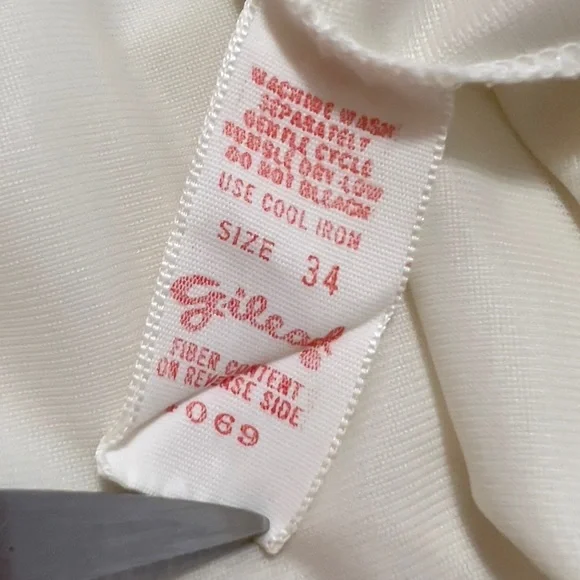 MACHINE WASH
SEPARATELY
GENTLE CYCLE
TUMBLE DRY-LOW
DO NOT BLEACH
USE COOL IRON
SIZE 34
Gilead
FIBER CONTENT
ON REVERSE SIDE
069